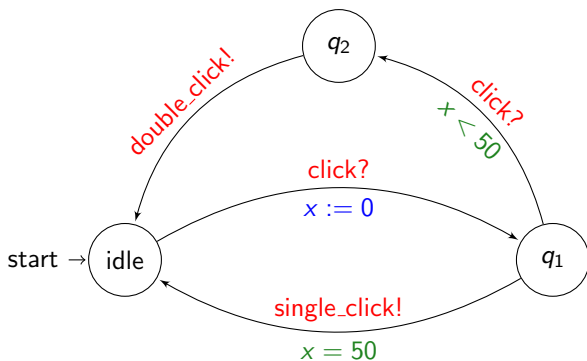 q₂
double_click!
click?
x < 50
click?
x := 0
start
idle
q₁
single_click!
x = 50